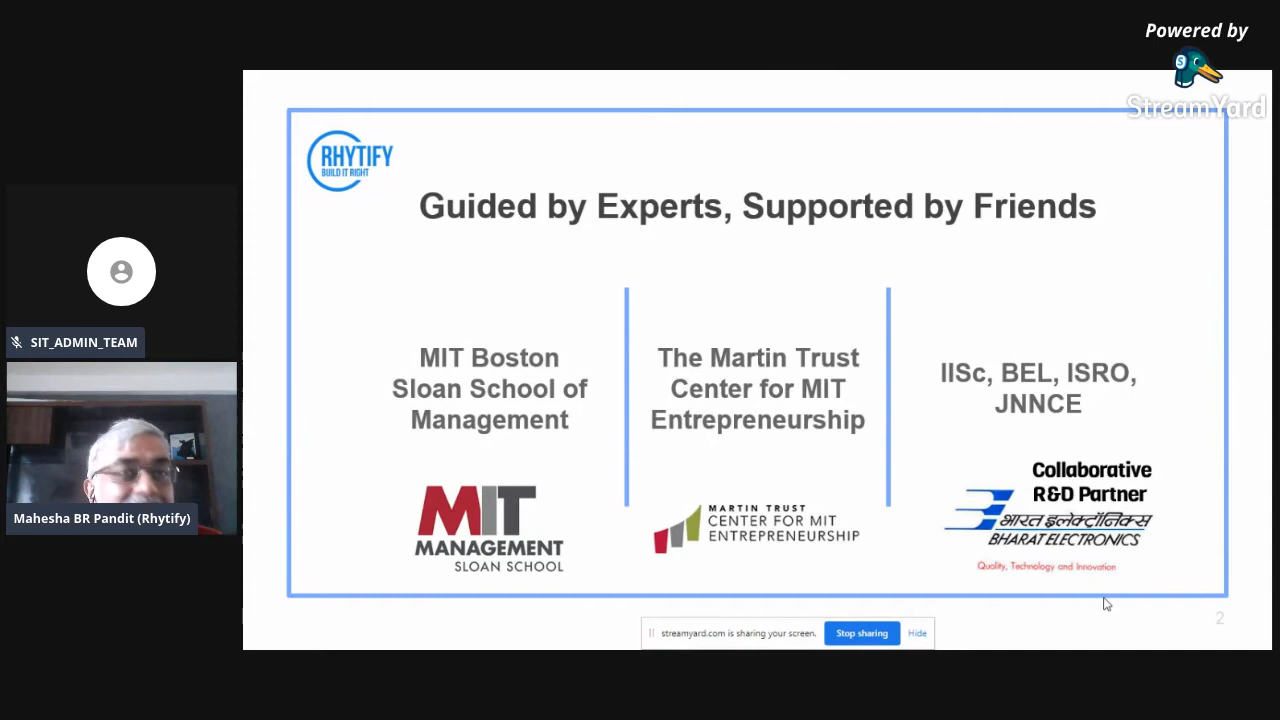 Powered by
StreamYard
RHYTIFY
BUILD IT RIGHT
Guided by Experts, Supported by Friends
MIT Boston
Sloan School of
Management
MIT
MANAGEMENT
SLOAN SCHOOL
The Martin Trust
Center for MIT
Entrepreneurship
MARTIN TRUST
CENTER FOR MIT
ENTREPRENEURSHIP
IISc, BEL, ISRO,
JNNCE
Collaborative
R&D Partner
भारत इलेक्ट्रॉनिक्स
BHARAT ELECTRONICS
Quality, Technology and Innovation
2
SIT_ADMIN_TEAM
Mahesha BR Pandit (Rhytify)
streamyard.com is sharing your screen.
Stop sharing
Hide